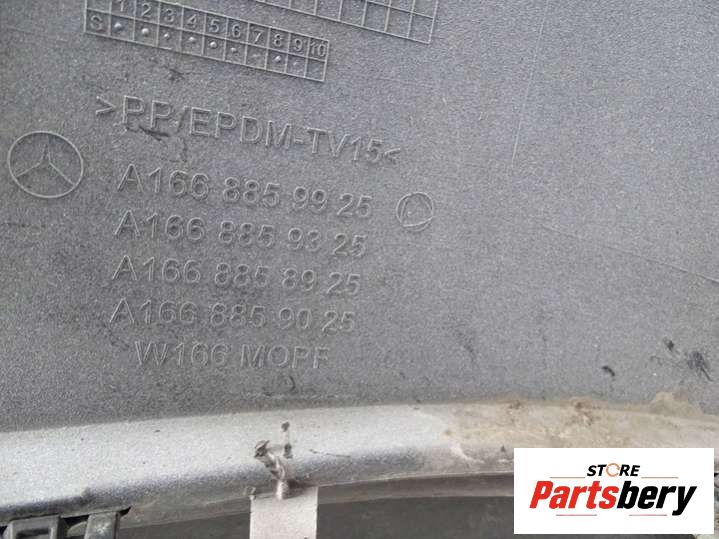 1 2 3 4 5 6 7 8 9 10
S
>PP/EPDM-TV15<
A166 885 99 25
A166 885 93 25
A166 885 89 25
A166 885 90 25
W166 MOPF
STORE
Partsbery